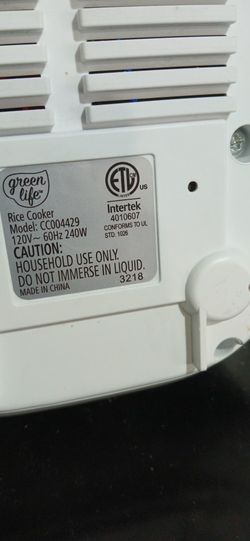 green
life
Rice Cooker
Model: CC004429
120V~ 60Hz 240W
CAUTION:
HOUSEHOLD USE ONLY.
DO NOT IMMERSE IN LIQUID.
MADE IN CHINA
3218
ETL
US
Intertek
4010607
CONFORMS TO UL
STD. 1026